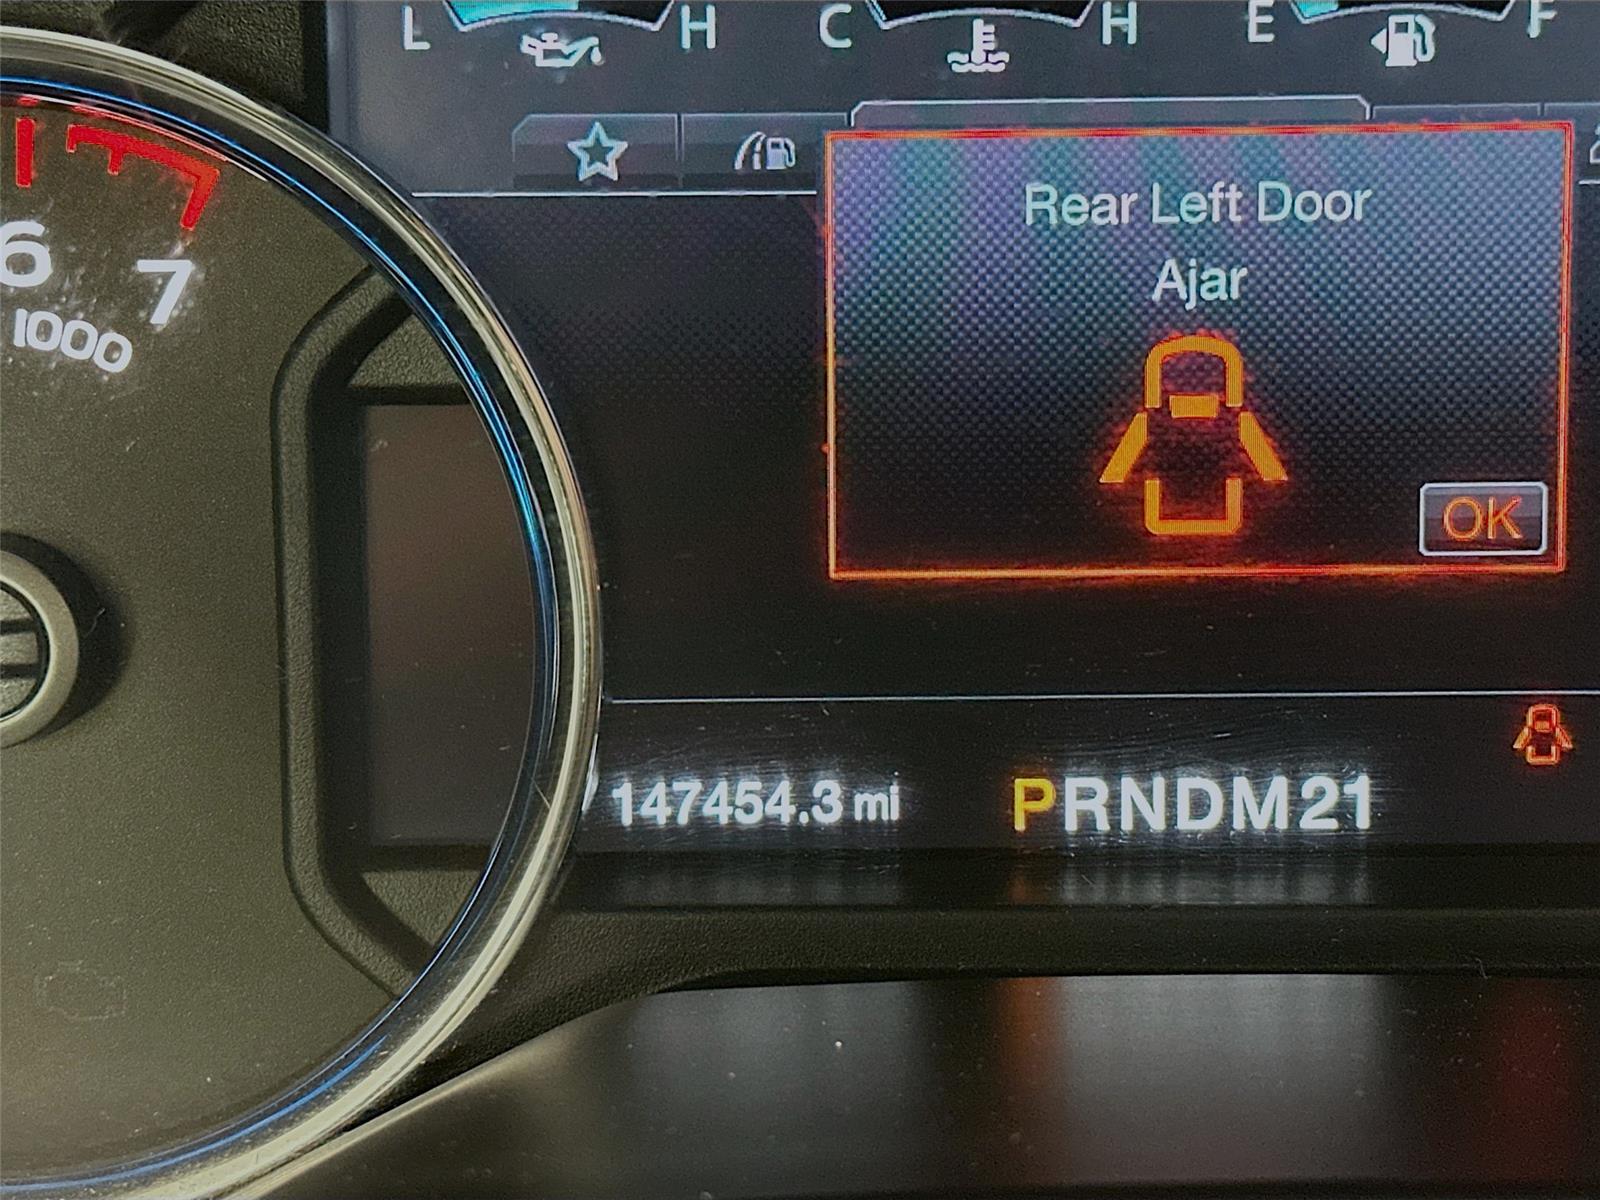 L H C H E F
6
7
1000
Rear Left Door
Ajar
OK
147454.3 mi
PRNDM21